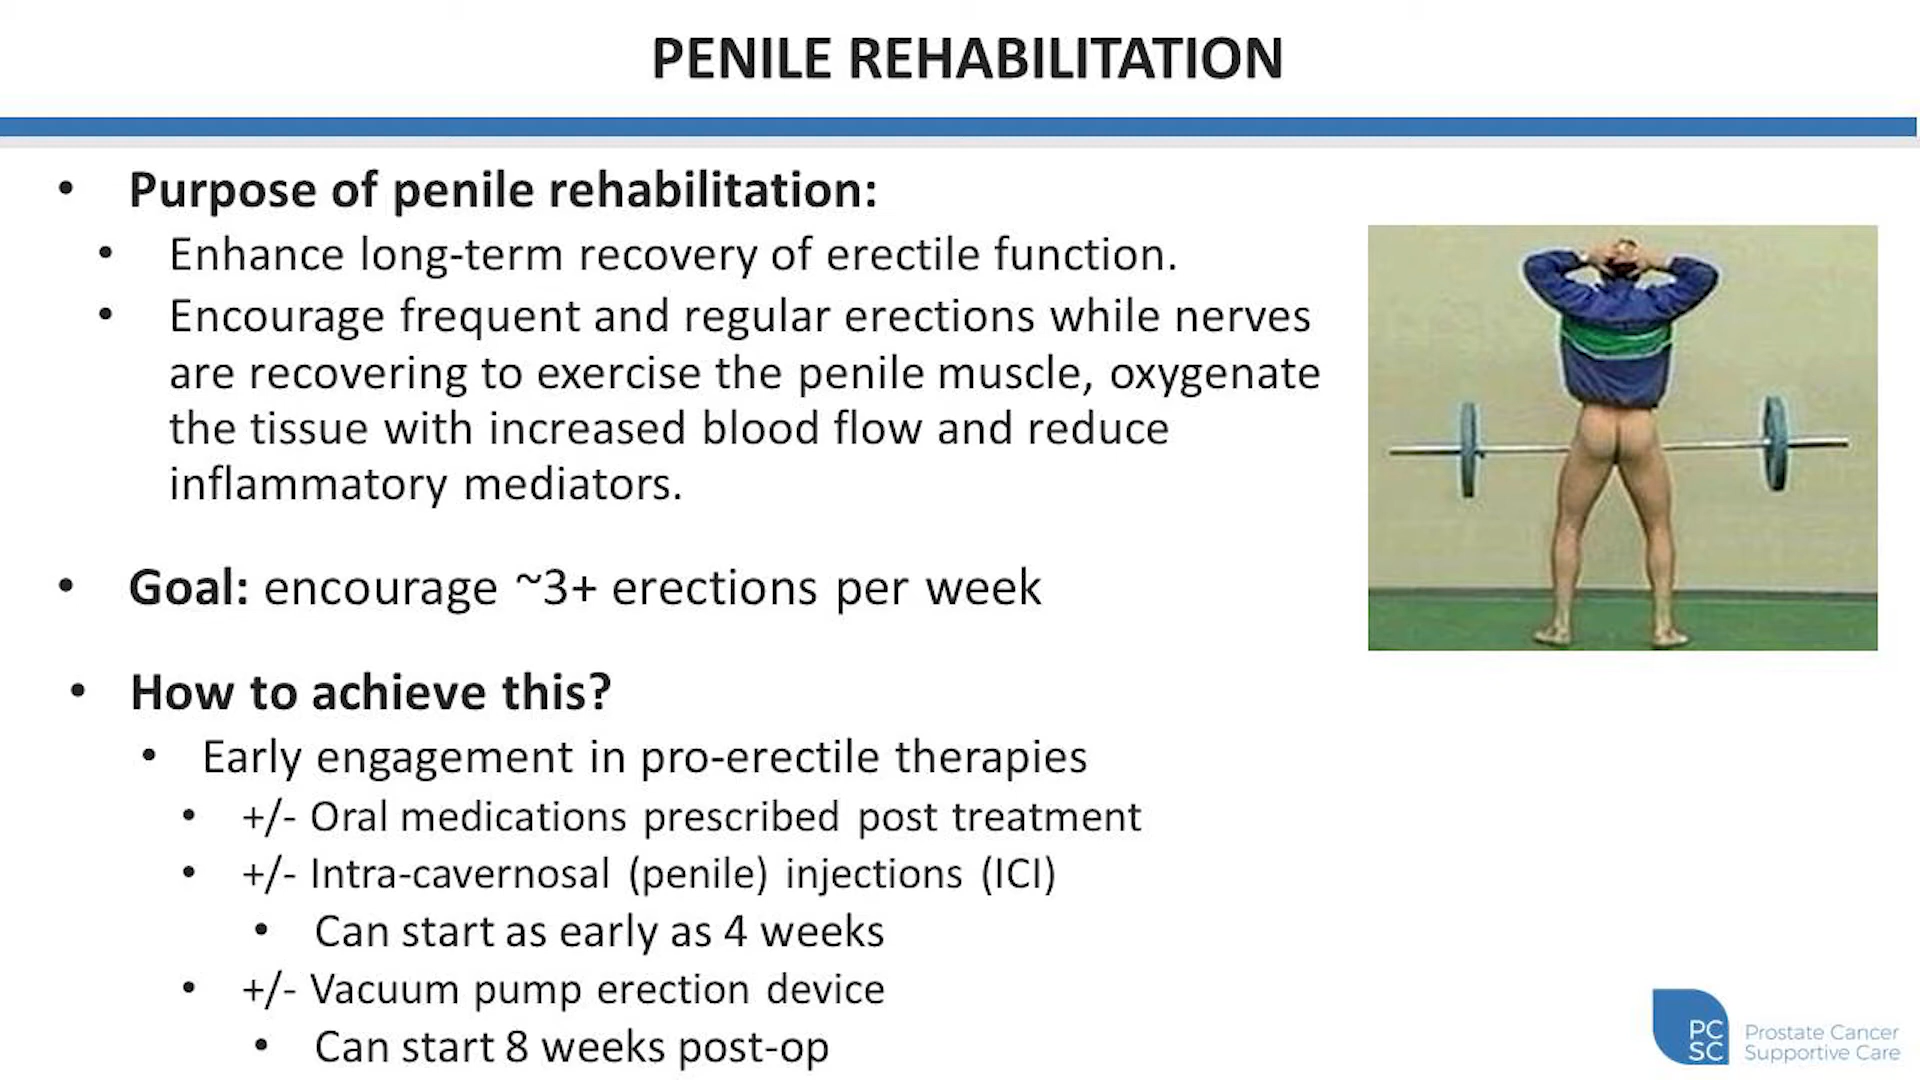 PENILE REHABILITATION
• Purpose of penile rehabilitation:
• Enhance long-term recovery of erectile function.
• Encourage frequent and regular erections while nerves
are recovering to exercise the penile muscle, oxygenate
the tissue with increased blood flow and reduce
inflammatory mediators.
• Goal: encourage ~3+ erections per week
• How to achieve this?
• Early engagement in pro-erectile therapies
• +/- Oral medications prescribed post treatment
• +/- Intra-cavernosal (penile) injections (ICI)
• Can start as early as 4 weeks
• +/- Vacuum pump erection device
• Can start 8 weeks post-op
PC
SC
Prostate Cancer
Supportive Care